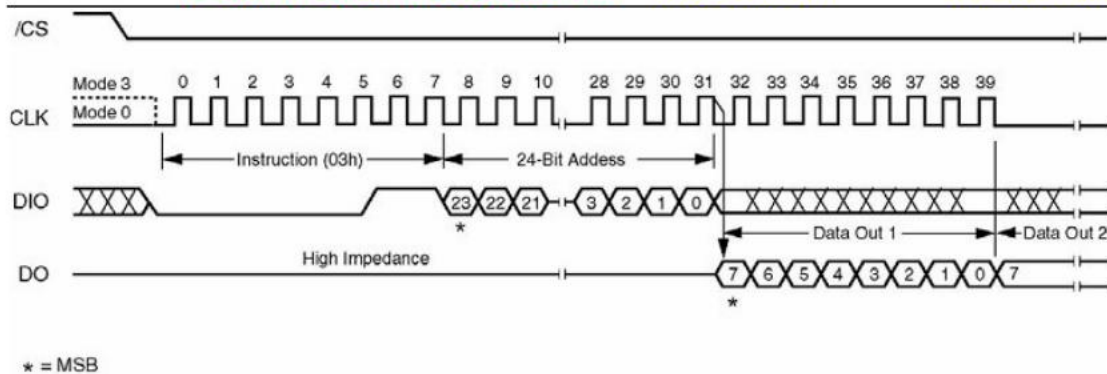 /CS
Mode 3
0 1 2 3 4 5 6 7 8 9 10 28 29 30 31 32 33 34 35 36 37 38 39
CLK
Mode 0
Instruction (03h) 24-Bit Addess
DIO
23 22 21 3 2 1 0
*
Data Out 1 Data Out 2
High Impedance
DO
7 6 5 4 3 2 1 0 7
*
* = MSB